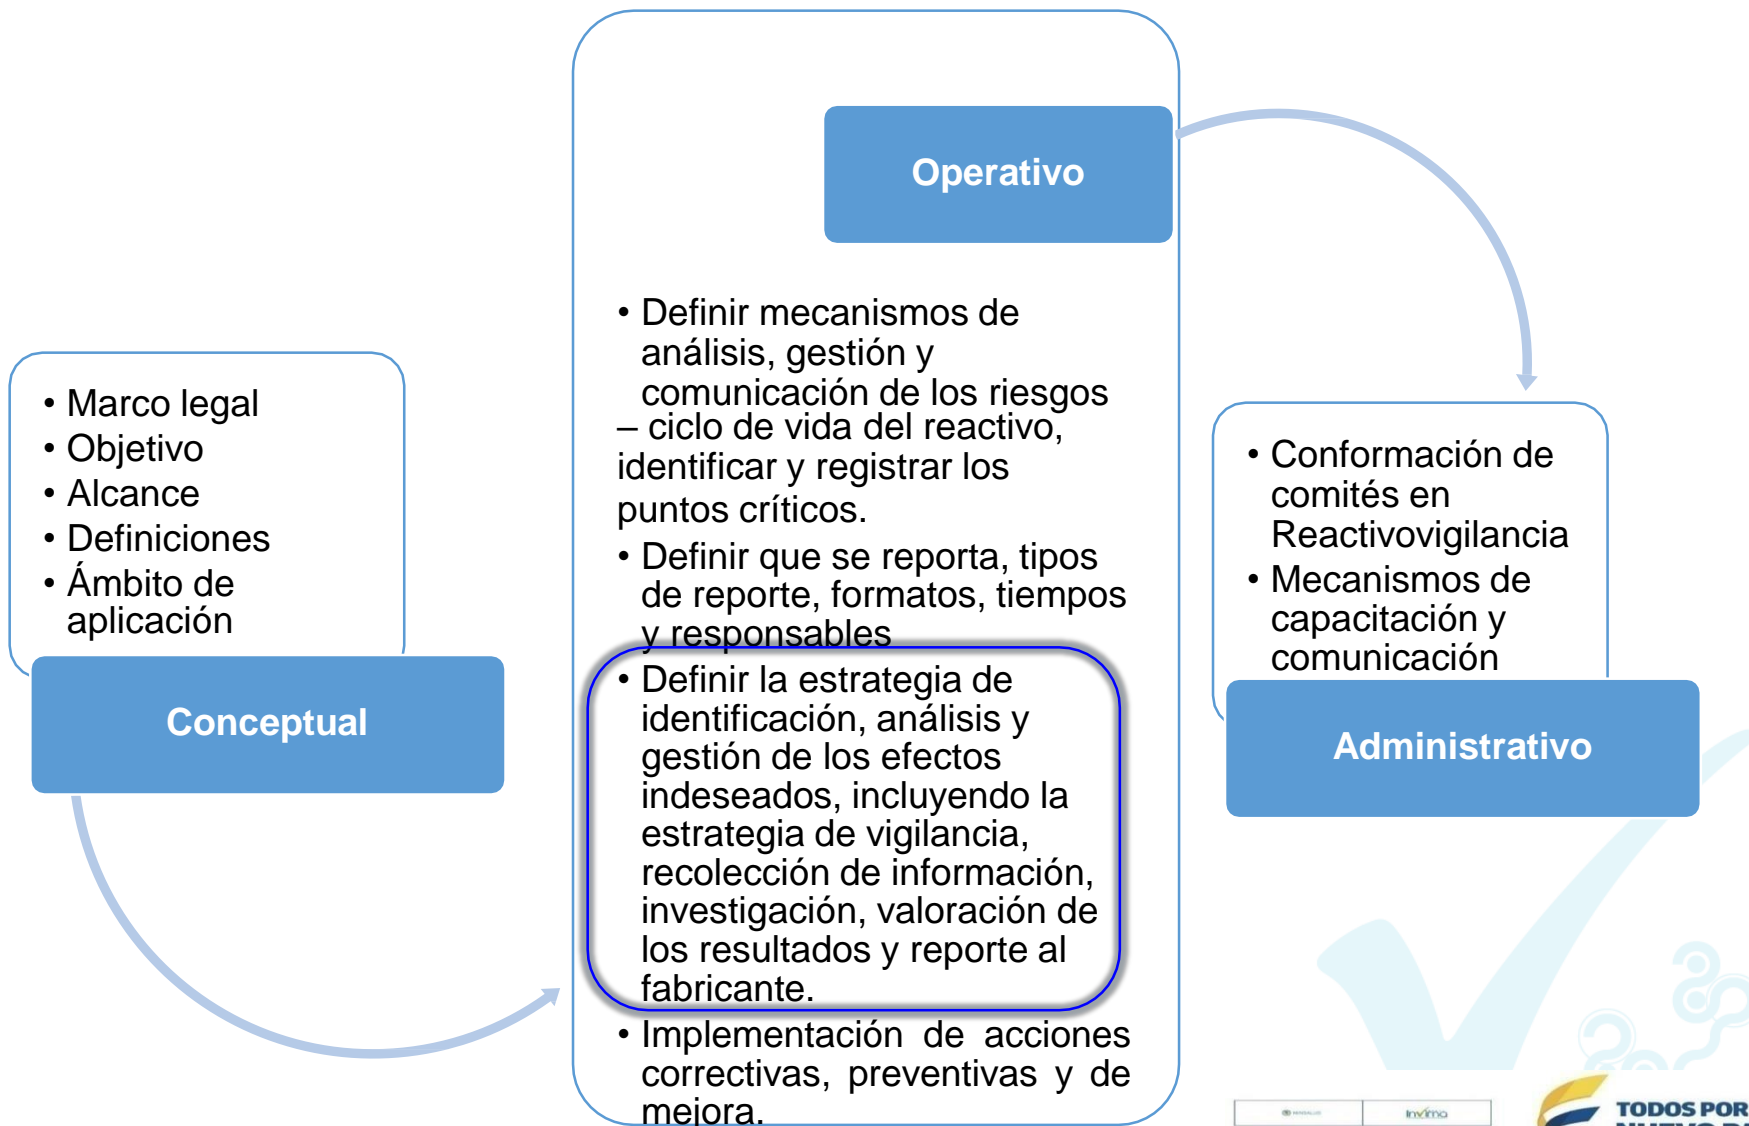 • Marco legal
• Objetivo
• Alcance
• Definiciones
• Ámbito de
aplicación
Conceptual
Operativo
• Definir mecanismos de
análisis, gestión y
comunicación de los riesgos
– ciclo de vida del reactivo,
identificar y registrar los
puntos críticos.
• Definir que se reporta, tipos
de reporte, formatos, tiempos
y responsables
• Definir la estrategia de
identificación, análisis y
gestión de los efectos
indeseados, incluyendo la
estrategia de vigilancia,
recolección de información,
investigación, valoración de
los resultados y reporte al
fabricante.
• Implementación de acciones
correctivas, preventivas y de
mejora.
• Conformación de
comités en
Reactivovigilancia
• Mecanismos de
capacitación y
comunicación
Administrativo
MINSALUD
Invima
TODOS POR